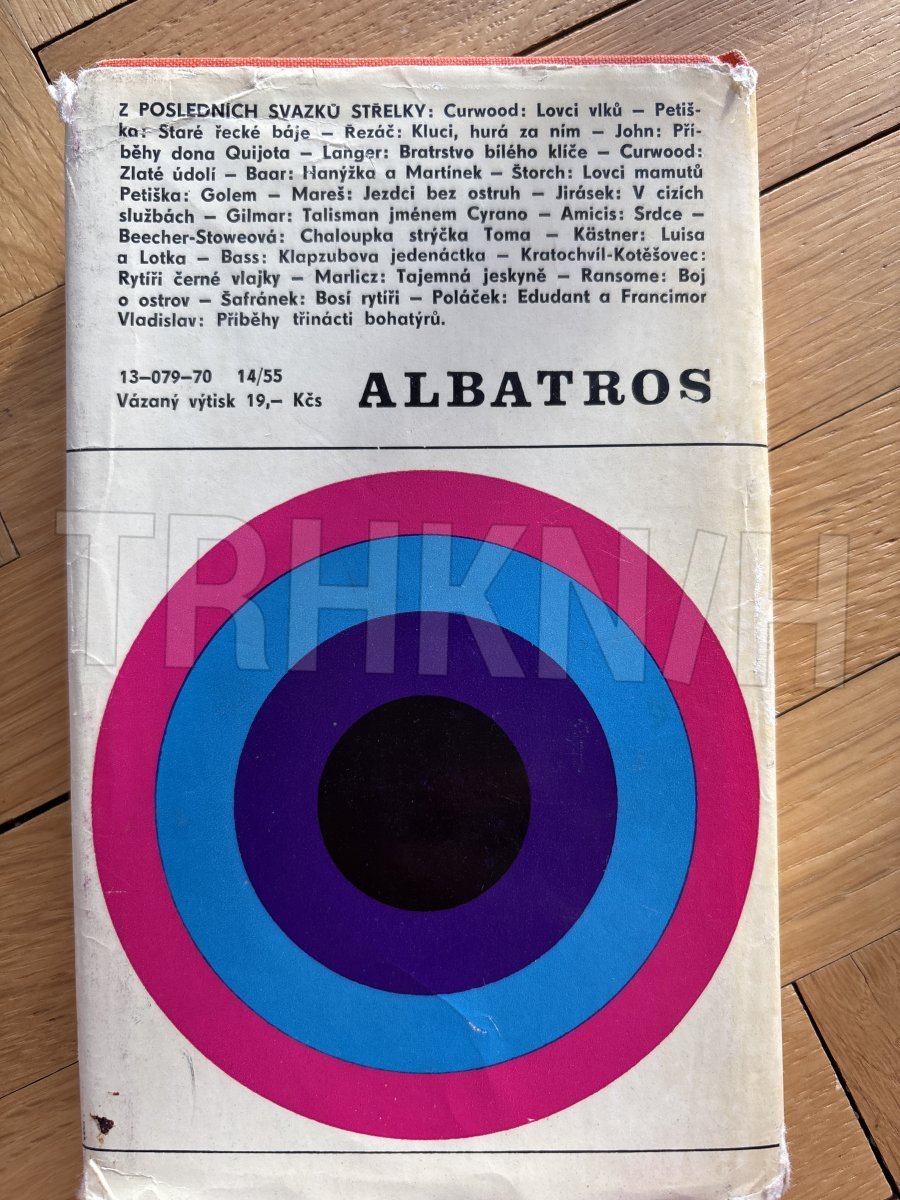 Z POSLEDNÍCH SVAZKŮ STŘELKY: Curwood: Lovci vlků – Petiš-
ka: Staré řecké báje – Řezáč: Kluci, hurá za ním – John: Pří-
běhy dona Quijota – Langer: Bratrstvo bílého klíče – Curwood:
Zlaté údolí – Baar: Hanýžka a Martínek – Štorch: Lovci mamutů
Petiška: Golem – Mareš: Jezdci bez ostruh – Jirásek: V cizích
službách – Gilmar: Talisman jménem Cyrano – Amicis: Srdce –
Beecher-Stoweová: Chaloupka strýčka Toma – Kästner: Luisa
a Lotka – Bass: Klapzubova jedenáctka – Kratochvíl-Kotěšovec:
Rytíři černé vlajky – Marlicz: Tajemná jeskyně – Ransome: Boj
o ostrov – Šafránek: Bosí rytíři – Poláček: Edudant a Francimor
Vladislav: Příběhy třinácti bohatýrů.
13–079–70 14/55
Vázaný výtisk 19,– Kčs
ALBATROS
TRHKNIH